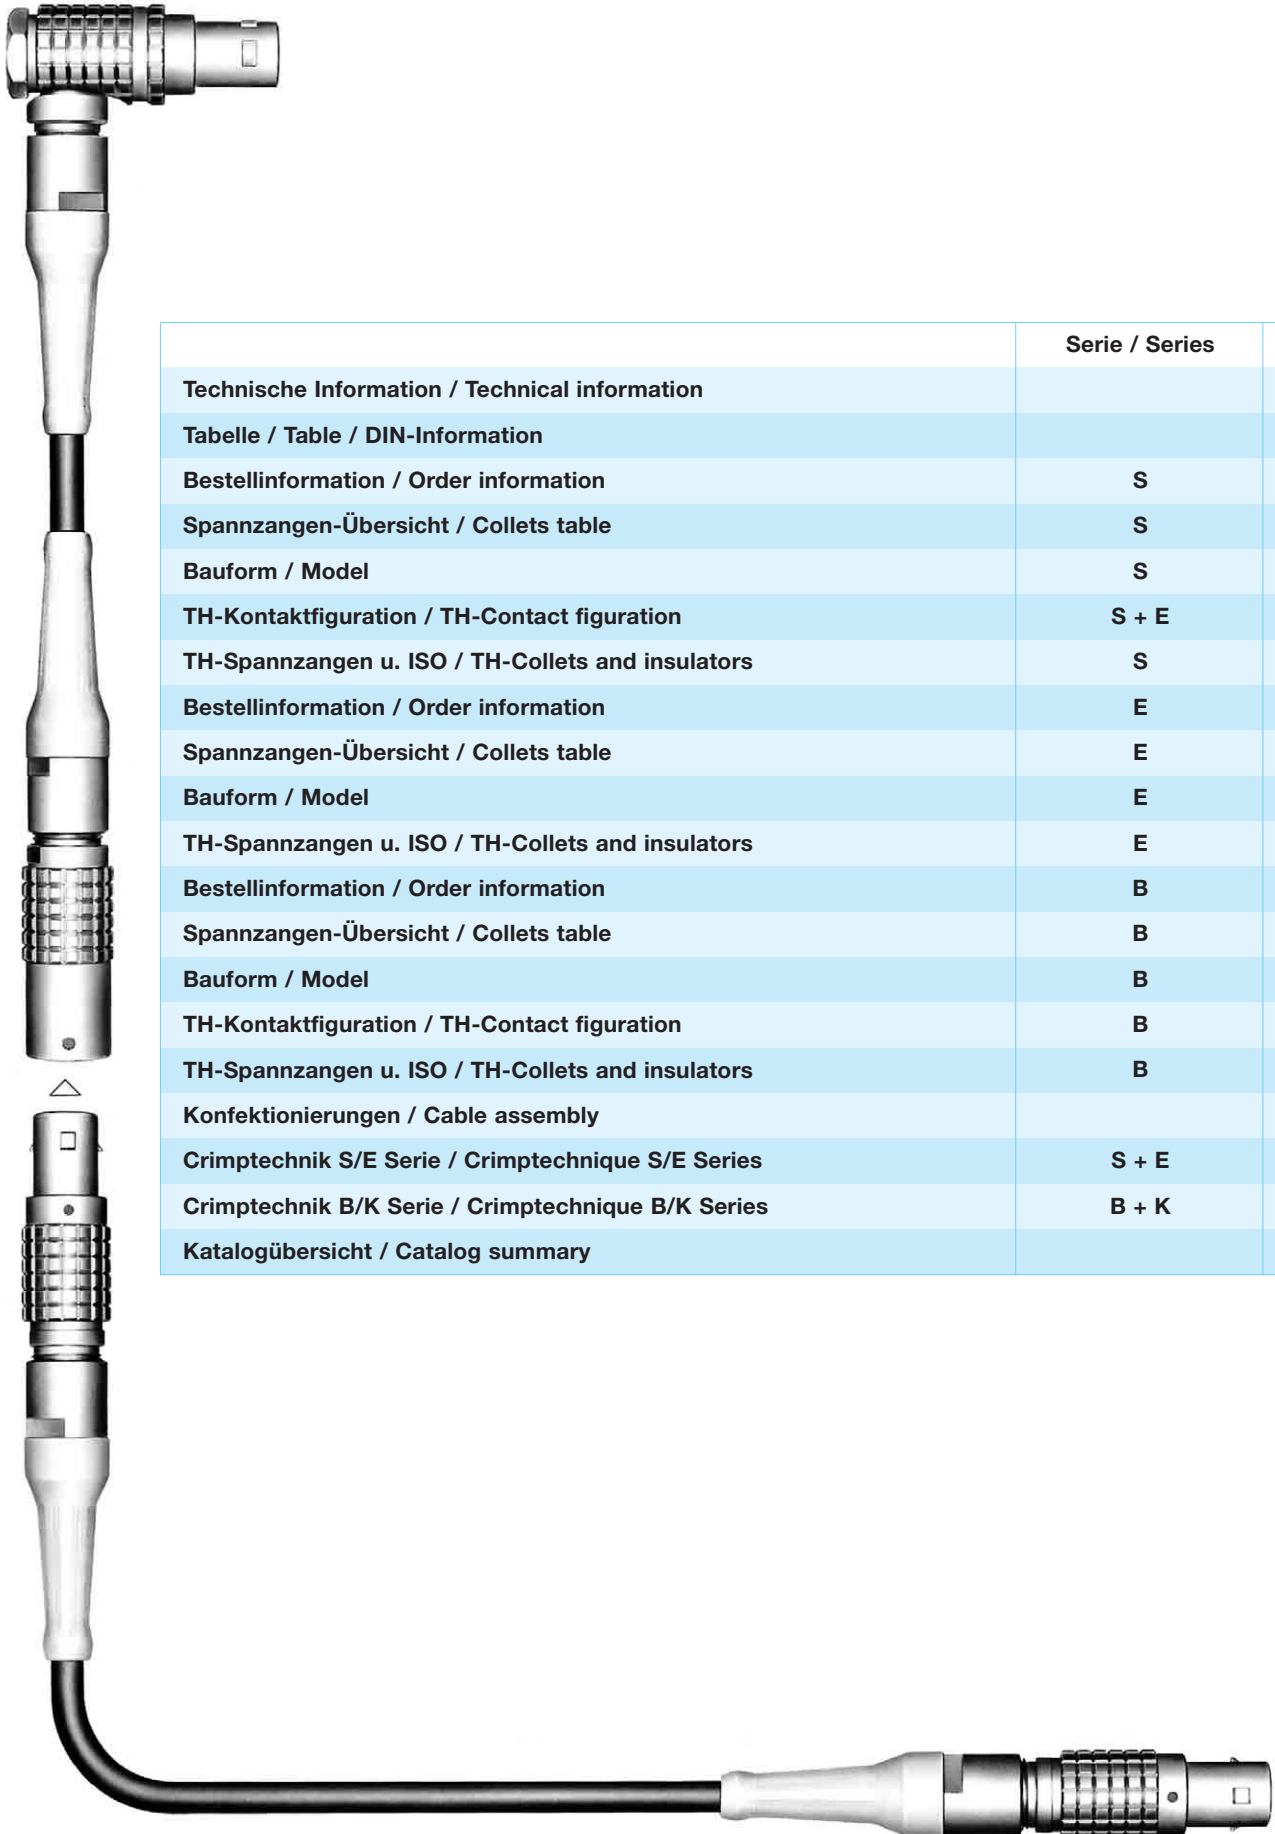 Serie / Series
Technische Information / Technical information
Tabelle / Table / DIN-Information
Bestellinformation / Order information S
Spannzangen-Übersicht / Collets table S
Bauform / Model S
TH-Kontaktfiguration / TH-Contact figuration S + E
TH-Spannzangen u. ISO / TH-Collets and insulators S
Bestellinformation / Order information E
Spannzangen-Übersicht / Collets table E
Bauform / Model E
TH-Spannzangen u. ISO / TH-Collets and insulators E
Bestellinformation / Order information B
Spannzangen-Übersicht / Collets table B
Bauform / Model B
TH-Kontaktfiguration / TH-Contact figuration B
TH-Spannzangen u. ISO / TH-Collets and insulators B
Konfektionierungen / Cable assembly
Crimptechnik S/E Serie / Crimptechnique S/E Series S + E
Crimptechnik B/K Serie / Crimptechnique B/K Series B + K
Katalogübersicht / Catalog summary